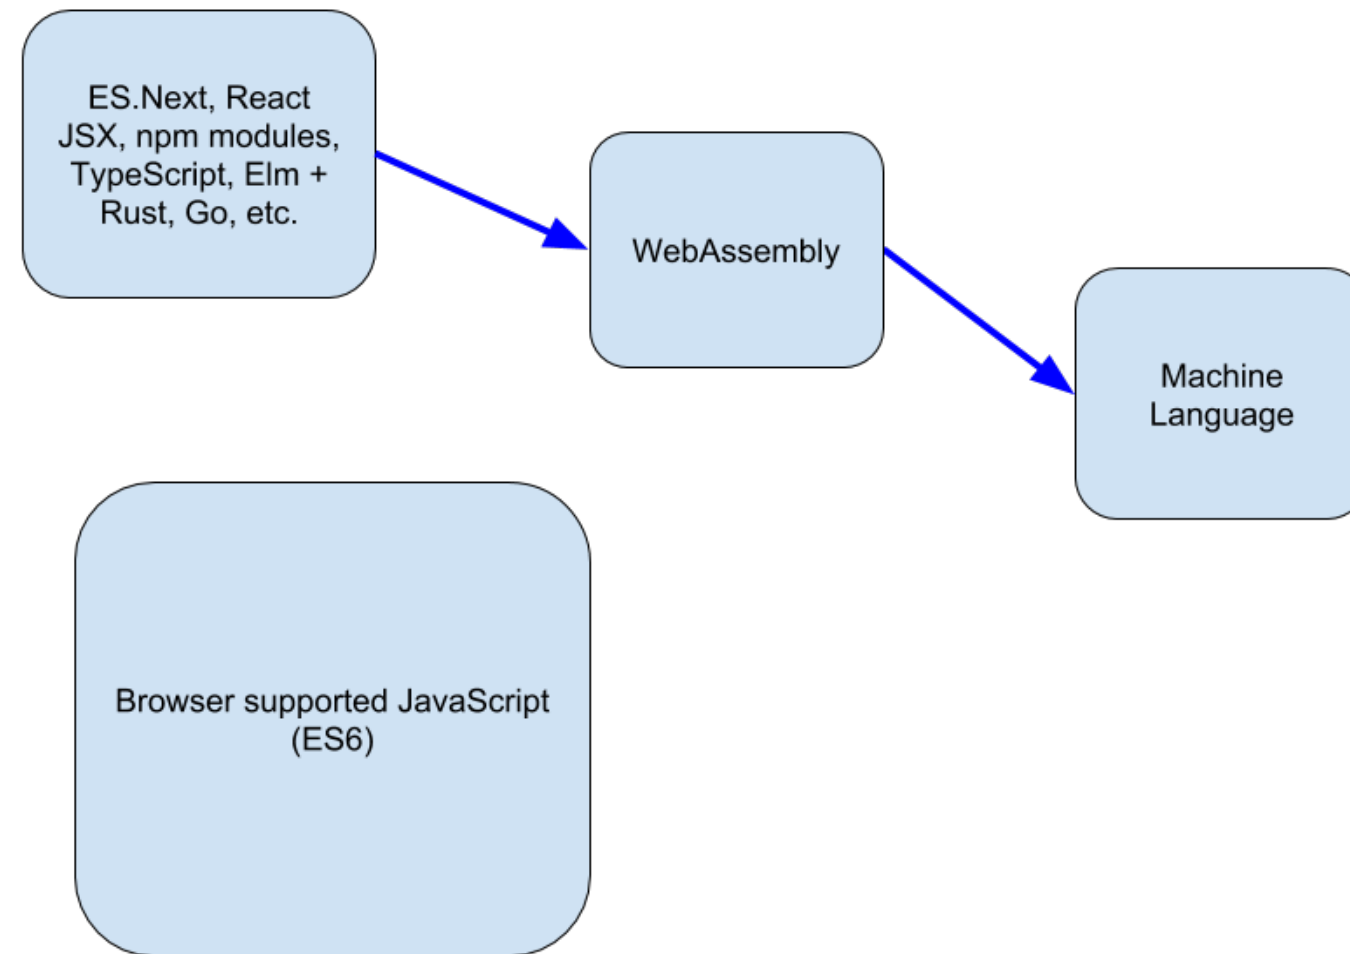 ES.Next, React
JSX, npm modules,
TypeScript, Elm +
Rust, Go, etc.
WebAssembly
Machine
Language
Browser supported JavaScript
(ES6)